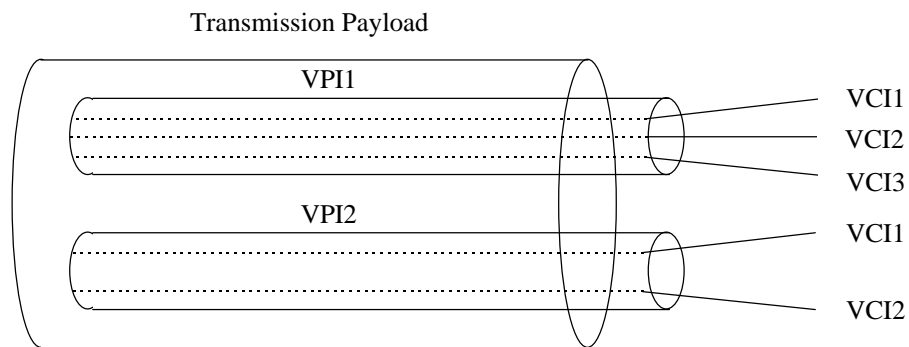 Transmission Payload
VPI1
VCI1
VCI2
VCI3
VPI2
VCI1
VCI2